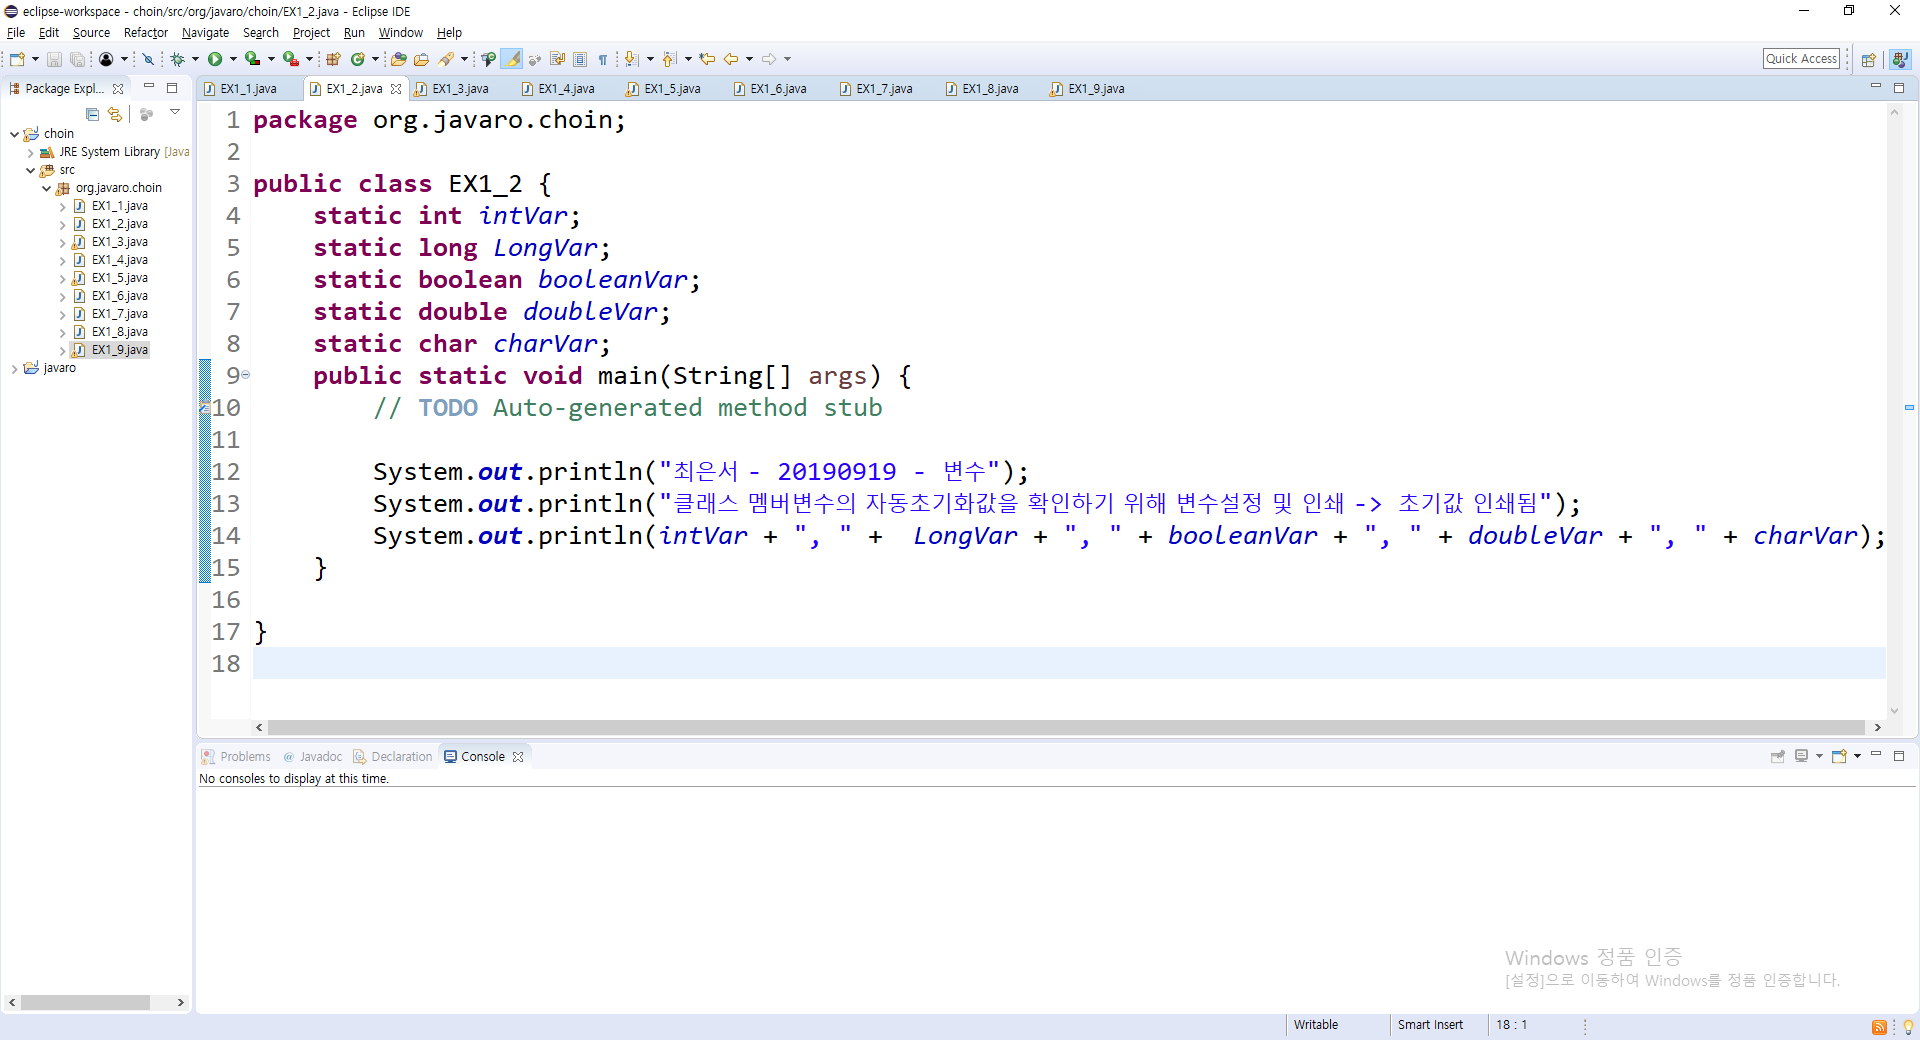 eclipse-workspace - choin/src/org/javaro/choin/EX1_2.java - Eclipse IDE
File Edit Source Refactor Navigate Search Project Run Window Help
Quick Access
Package Expl...
EX1_1.java EX1_2.java EX1_3.java EX1_4.java EX1_5.java EX1_6.java EX1_7.java EX1_8.java EX1_9.java
choin
JRE System Library [Java
src
org.javaro.choin
EX1_1.java
EX1_2.java
EX1_3.java
EX1_4.java
EX1_5.java
EX1_6.java
EX1_7.java
EX1_8.java
EX1_9.java
javaro
1 package org.javaro.choin;
2
3 public class EX1_2 {
4 static int intVar;
5 static long LongVar;
6 static boolean booleanVar;
7 static double doubleVar;
8 static char charVar;
9 public static void main(String[] args) {
10 // TODO Auto-generated method stub
11
12 System.out.println("최은서 - 20190919 - 변수");
13 System.out.println("클래스 멤버변수의 자동초기화값을 확인하기 위해 변수설정 및 인쇄 -> 초기값 인쇄됨");
14 System.out.println(intVar + ", " +  LongVar + ", " + booleanVar + ", " + doubleVar + ", " + charVar);
15 }
16
17 }
18
Problems @ Javadoc Declaration Console
No consoles to display at this time.
Windows 정품 인증
[설정]으로 이동하여 Windows를 정품 인증합니다.
Writable Smart Insert 18 : 1